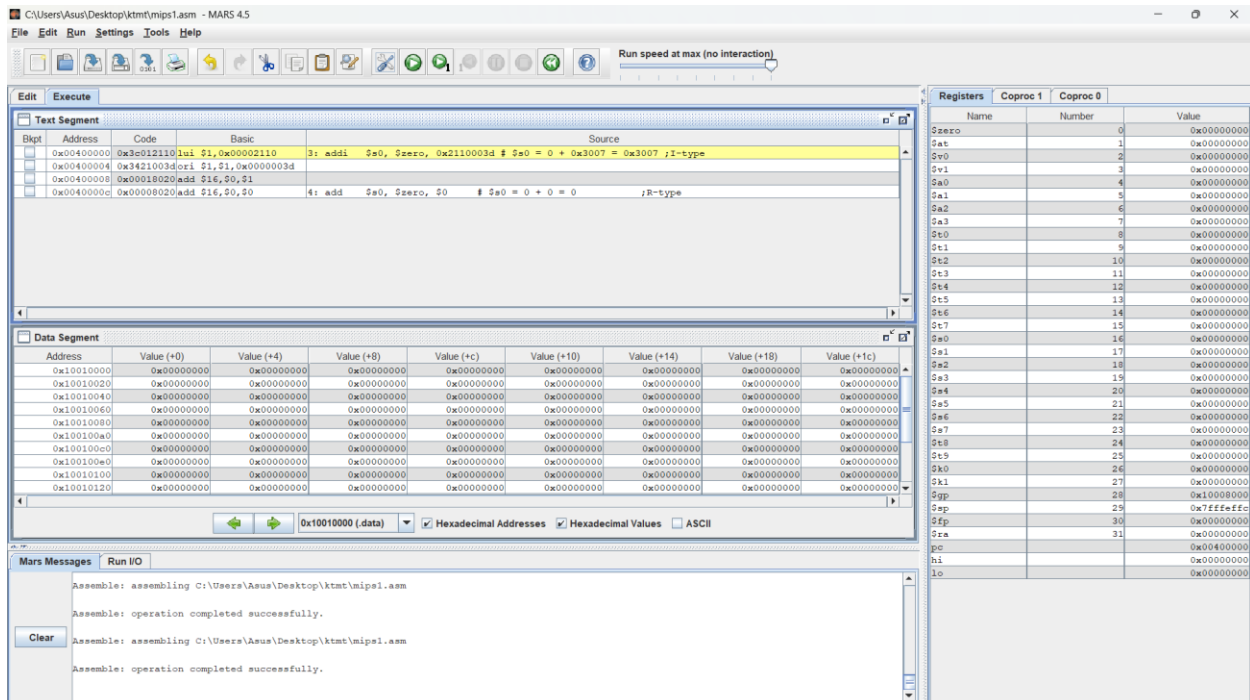 C:\Users\Asus\Desktop\ktmt\mips1.asm - MARS 4.5
File Edit Run Settings Tools Help
Run speed at max (no interaction)
Edit Execute
Text Segment
Bkpt Address Code Basic Source
0x00400000 0x3c012110 lui $1,0x00002110 3: addi $s0, $zero, 0x2110003d # $s0 = 0 + 0x3007 = 0x3007 ;I-type
0x00400004 0x3421003d ori $1,$1,0x0000003d
0x00400008 0x00018020 add $16,$0,$1
0x0040000c 0x00008020 add $16,$0,$0 4: add $s0, $zero, $0 # $s0 = 0 + 0 = 0 ;R-type
Data Segment
Address Value (+0) Value (+4) Value (+8) Value (+c) Value (+10) Value (+14) Value (+18) Value (+1c)
0x10010000 0x00000000 0x00000000 0x00000000 0x00000000 0x00000000 0x00000000 0x00000000 0x00000000
0x10010020 0x00000000 0x00000000 0x00000000 0x00000000 0x00000000 0x00000000 0x00000000 0x00000000
0x10010040 0x00000000 0x00000000 0x00000000 0x00000000 0x00000000 0x00000000 0x00000000 0x00000000
0x10010060 0x00000000 0x00000000 0x00000000 0x00000000 0x00000000 0x00000000 0x00000000 0x00000000
0x10010080 0x00000000 0x00000000 0x00000000 0x00000000 0x00000000 0x00000000 0x00000000 0x00000000
0x100100a0 0x00000000 0x00000000 0x00000000 0x00000000 0x00000000 0x00000000 0x00000000 0x00000000
0x100100c0 0x00000000 0x00000000 0x00000000 0x00000000 0x00000000 0x00000000 0x00000000 0x00000000
0x100100e0 0x00000000 0x00000000 0x00000000 0x00000000 0x00000000 0x00000000 0x00000000 0x00000000
0x10010100 0x00000000 0x00000000 0x00000000 0x00000000 0x00000000 0x00000000 0x00000000 0x00000000
0x10010120 0x00000000 0x00000000 0x00000000 0x00000000 0x00000000 0x00000000 0x00000000 0x00000000
0x10010000 (.data) Hexadecimal Addresses Hexadecimal Values ASCII
Mars Messages Run I/O
Assemble: assembling C:\Users\Asus\Desktop\ktmt\mips1.asm
Assemble: operation completed successfully.
Clear
Assemble: assembling C:\Users\Asus\Desktop\ktmt\mips1.asm
Assemble: operation completed successfully.
Registers Coproc 1 Coproc 0
Name Number Value
$zero 0 0x00000000
$at 1 0x00000000
$v0 2 0x00000000
$v1 3 0x00000000
$a0 4 0x00000000
$a1 5 0x00000000
$a2 6 0x00000000
$a3 7 0x00000000
$t0 8 0x00000000
$t1 9 0x00000000
$t2 10 0x00000000
$t3 11 0x00000000
$t4 12 0x00000000
$t5 13 0x00000000
$t6 14 0x00000000
$t7 15 0x00000000
$s0 16 0x00000000
$s1 17 0x00000000
$s2 18 0x00000000
$s3 19 0x00000000
$s4 20 0x00000000
$s5 21 0x00000000
$s6 22 0x00000000
$s7 23 0x00000000
$t8 24 0x00000000
$t9 25 0x00000000
$k0 26 0x00000000
$k1 27 0x00000000
$gp 28 0x10008000
$sp 29 0x7fffeffc
$fp 30 0x00000000
$ra 31 0x00000000
pc 0x00400000
hi 0x00000000
lo 0x00000000